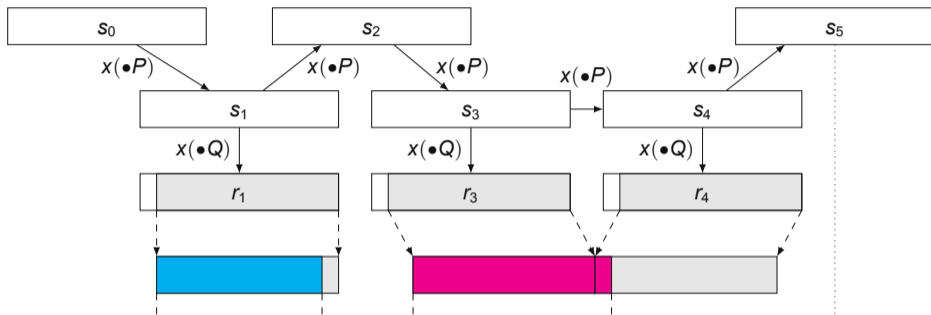 s₀ s₂ s₅
x(•P) x(•P) x(•P) x(•P) x(•P)
s₁ s₃ s₄
x(•Q) x(•Q) x(•Q)
r₁ r₃ r₄